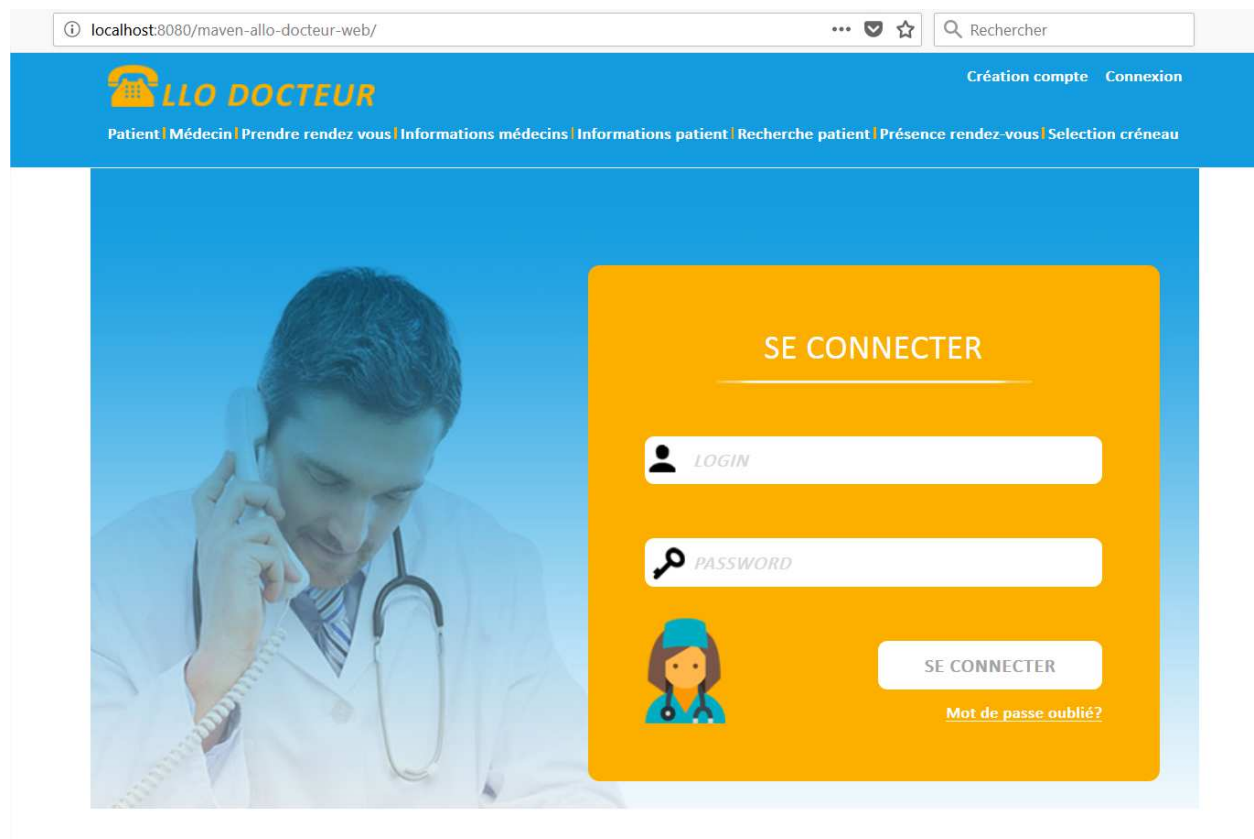 localhost:8080/maven-allo-docteur-web/
Rechercher
LLO DOCTEUR
Création compte Connexion
Patient | Médecin | Prendre rendez vous | Informations médecins | Informations patient | Recherche patient | Présence rendez-vous | Selection créneau
SE CONNECTER
LOGIN
PASSWORD
SE CONNECTER
Mot de passe oublié?